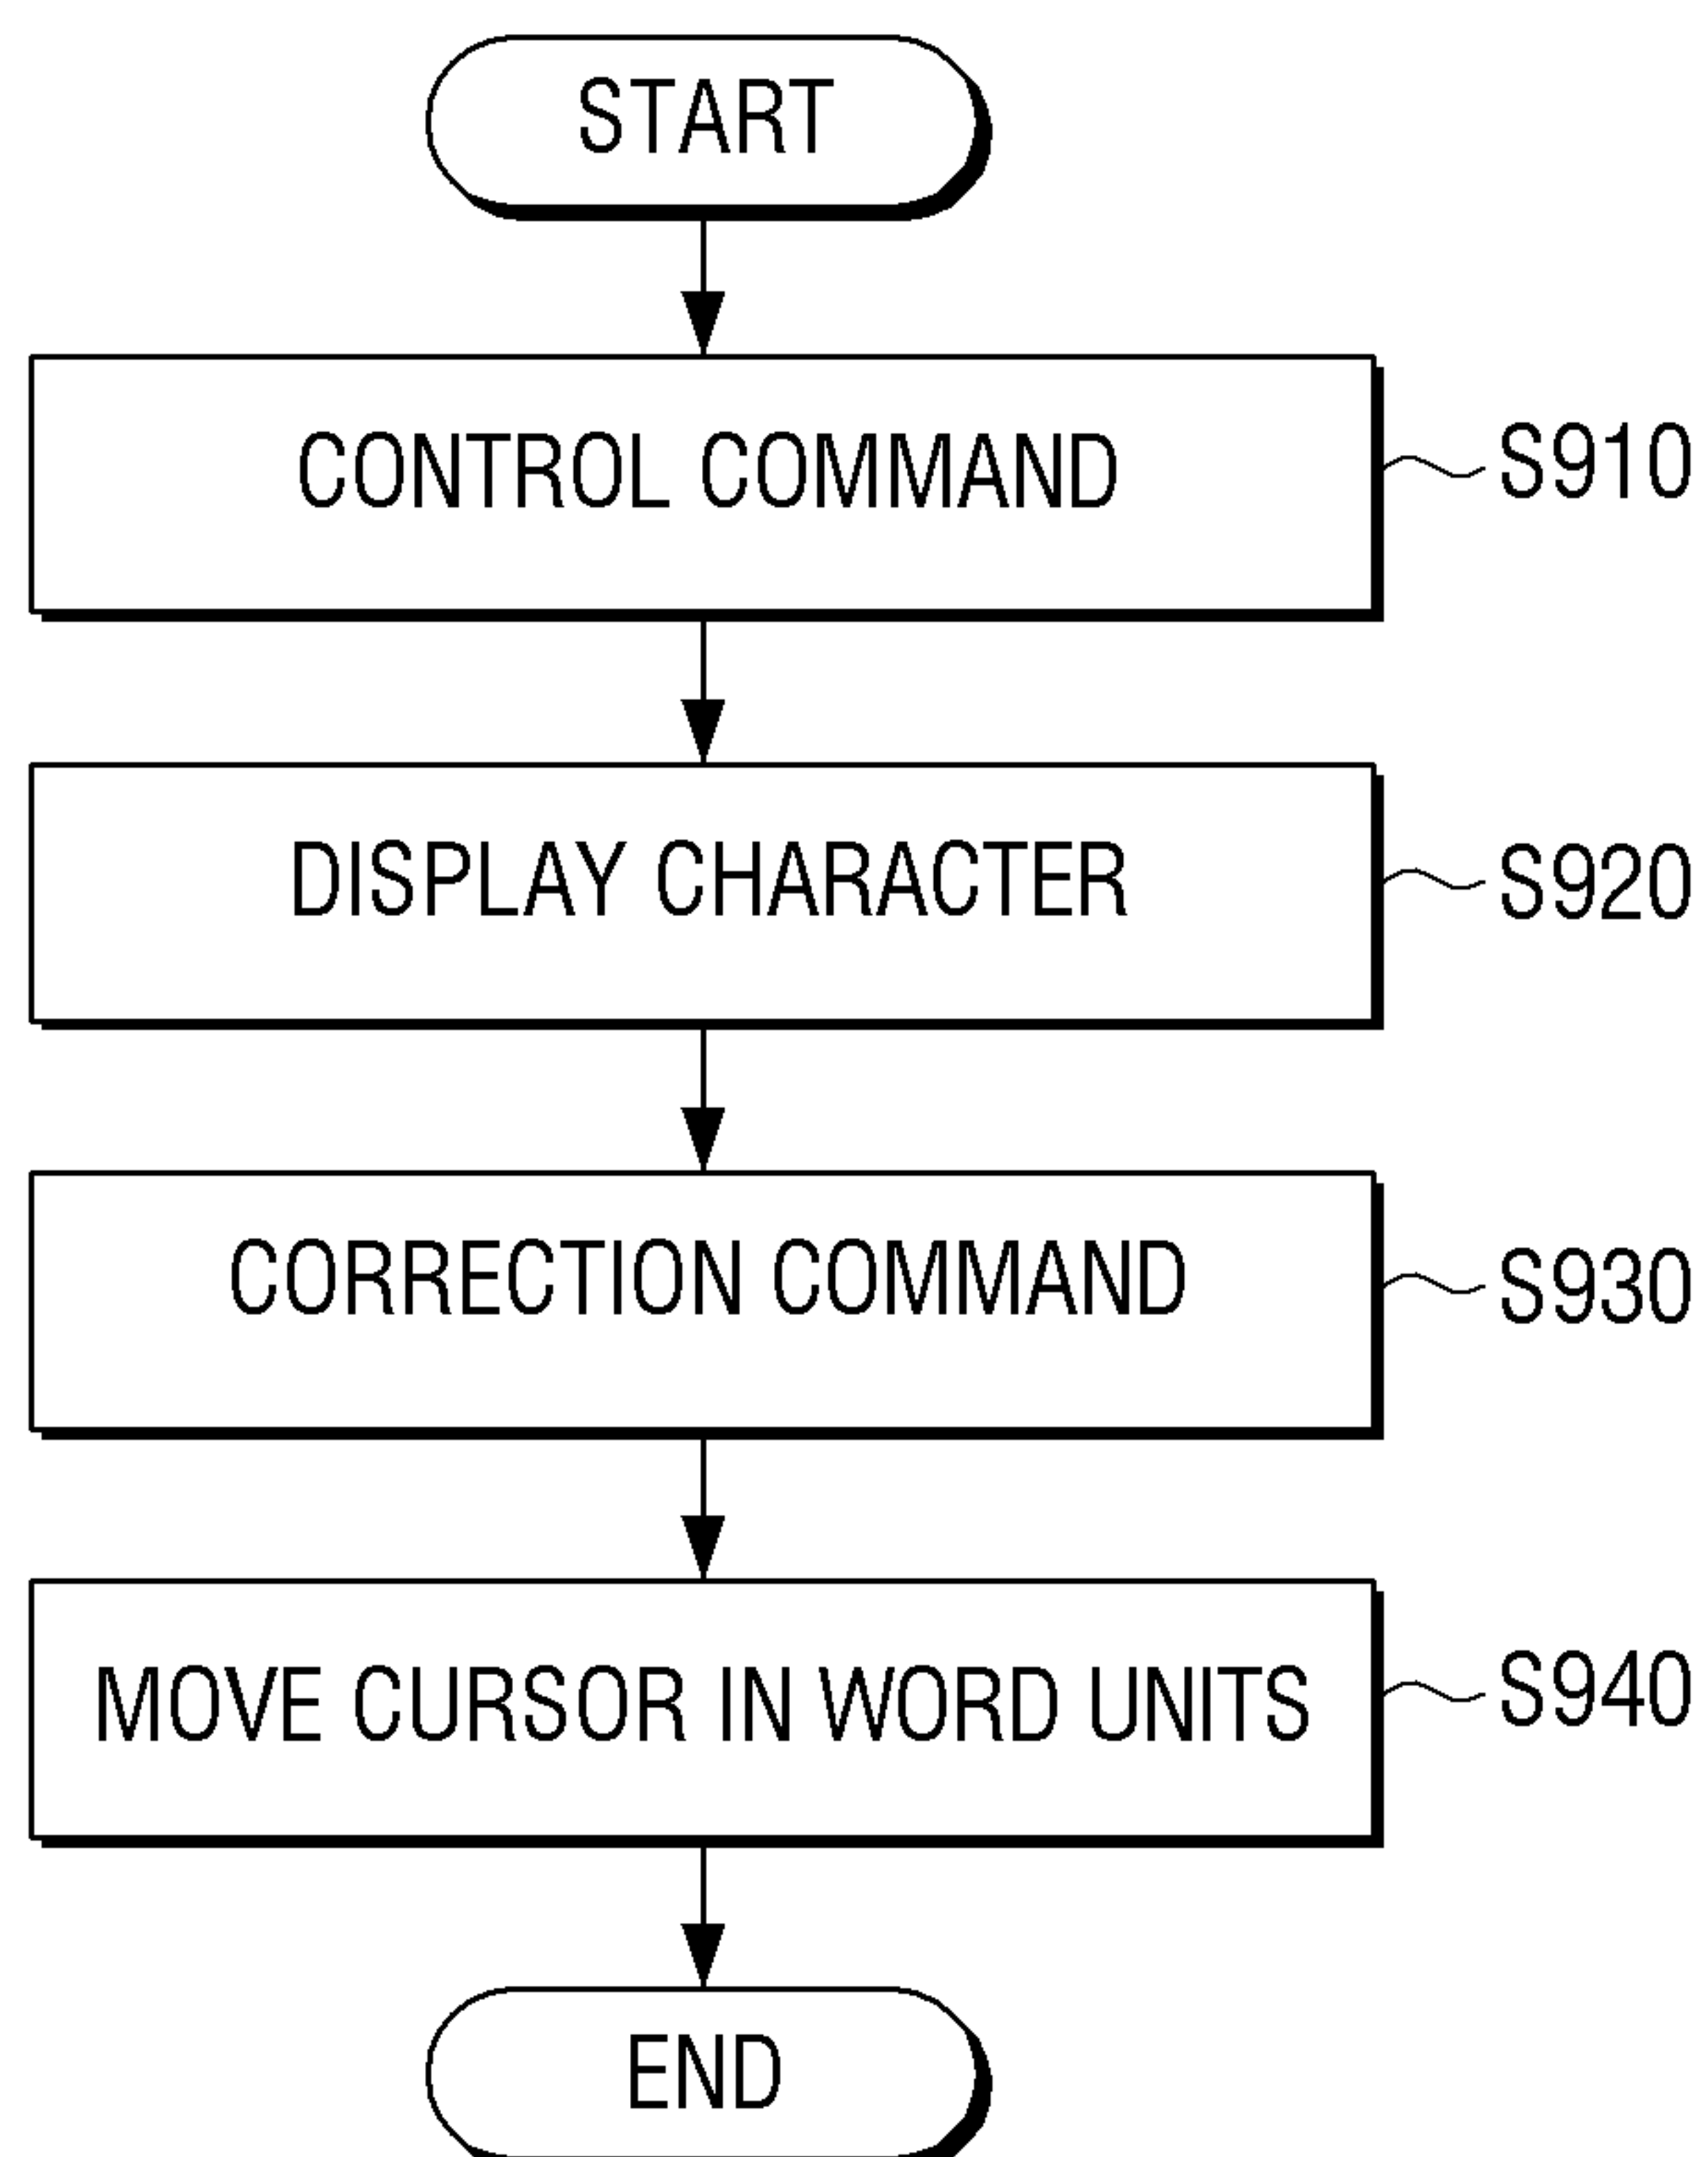 START
CONTROL COMMAND S910
DISPLAY CHARACTER S920
CORRECTION COMMAND S930
MOVE CURSOR IN WORD UNITS S940
END